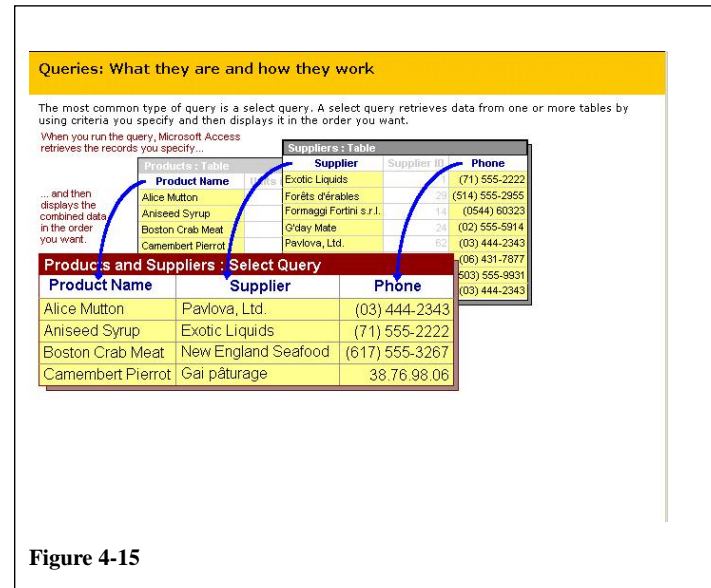 Queries: What they are and how they work
The most common type of query is a select query. A select query retrieves data from one or more tables by
using criteria you specify and then displays it in the order you want.
When you run the query, Microsoft Access
retrieves the records you specify...
... and then
displays the
combined data
in the order
you want.
Products : Table
Product Name
Alice Mutton
Aniseed Syrup
Boston Crab Meat
Camembert Pierrot
Suppliers : Table
Supplier Supplier ID Phone
Exotic Liquids 1 (71) 555-2222
Forêts d'érables 29 (514) 555-2955
Formaggi Fortini s.r.l. 14 (0544) 60323
G'day Mate 24 (02) 555-5914
Pavlova, Ltd. 62 (03) 444-2343
(06) 431-7877
503) 555-9931
(03) 444-2343
Products and Suppliers : Select Query
Product Name Supplier Phone
Alice Mutton Pavlova, Ltd. (03) 444-2343
Aniseed Syrup Exotic Liquids (71) 555-2222
Boston Crab Meat New England Seafood (617) 555-3267
Camembert Pierrot Gai pâturage 38.76.98.06
Figure 4-15